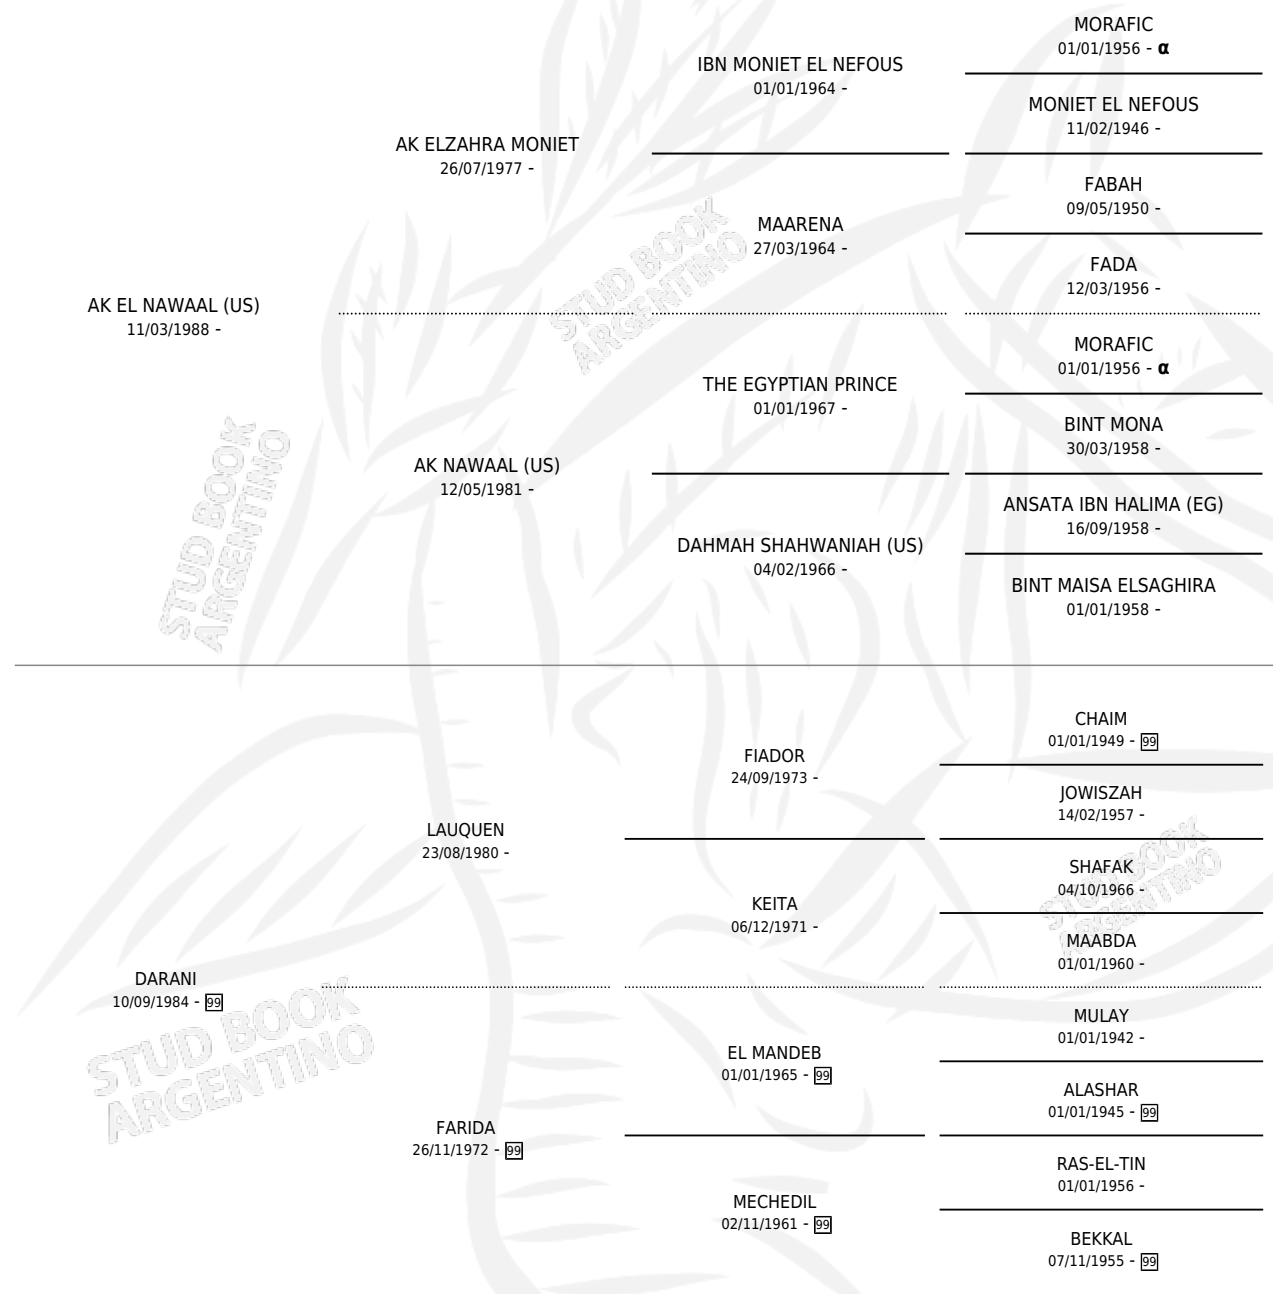 MORAFIC
01/01/1956 - α
IBN MONIET EL NEFOUS
01/01/1964 -
MONIET EL NEFOUS
11/02/1946 -
AK ELZAHRA MONIET
26/07/1977 -
FABAH
09/05/1950 -
MAARENA
27/03/1964 -
FADA
12/03/1956 -
AK EL NAWAAL (US)
11/03/1988 -
STUD BOOK
ARGENTINO
MORAFIC
01/01/1956 - α
THE EGYPTIAN PRINCE
01/01/1967 -
BINT MONA
30/03/1958 -
AK NAWAAL (US)
12/05/1981 -
ANSATA IBN HALIMA (EG)
16/09/1958 -
DAHMAH SHAHWANIAH (US)
04/02/1966 -
BINT MAISA ELSAGHIRA
01/01/1958 -
STUD BOOK
ARGENTINO
CHAIM
01/01/1949 - 99
FIADOR
24/09/1973 -
JOWISZAH
14/02/1957 -
LAUQUEN
23/08/1980 -
SHAFAK
04/10/1966 -
KEITA
06/12/1971 -
MAABDA
01/01/1960 -
STUD BOOK
ARGENTINO
DARANI
10/09/1984 - 99
MULAY
01/01/1942 -
EL MANDEB
01/01/1965 - 99
ALASHAR
01/01/1945 - 99
STUD BOOK
ARGENTINO
FARIDA
26/11/1972 - 99
RAS-EL-TIN
01/01/1956 -
MECHEDIL
02/11/1961 - 99
BEKKAL
07/11/1955 - 99